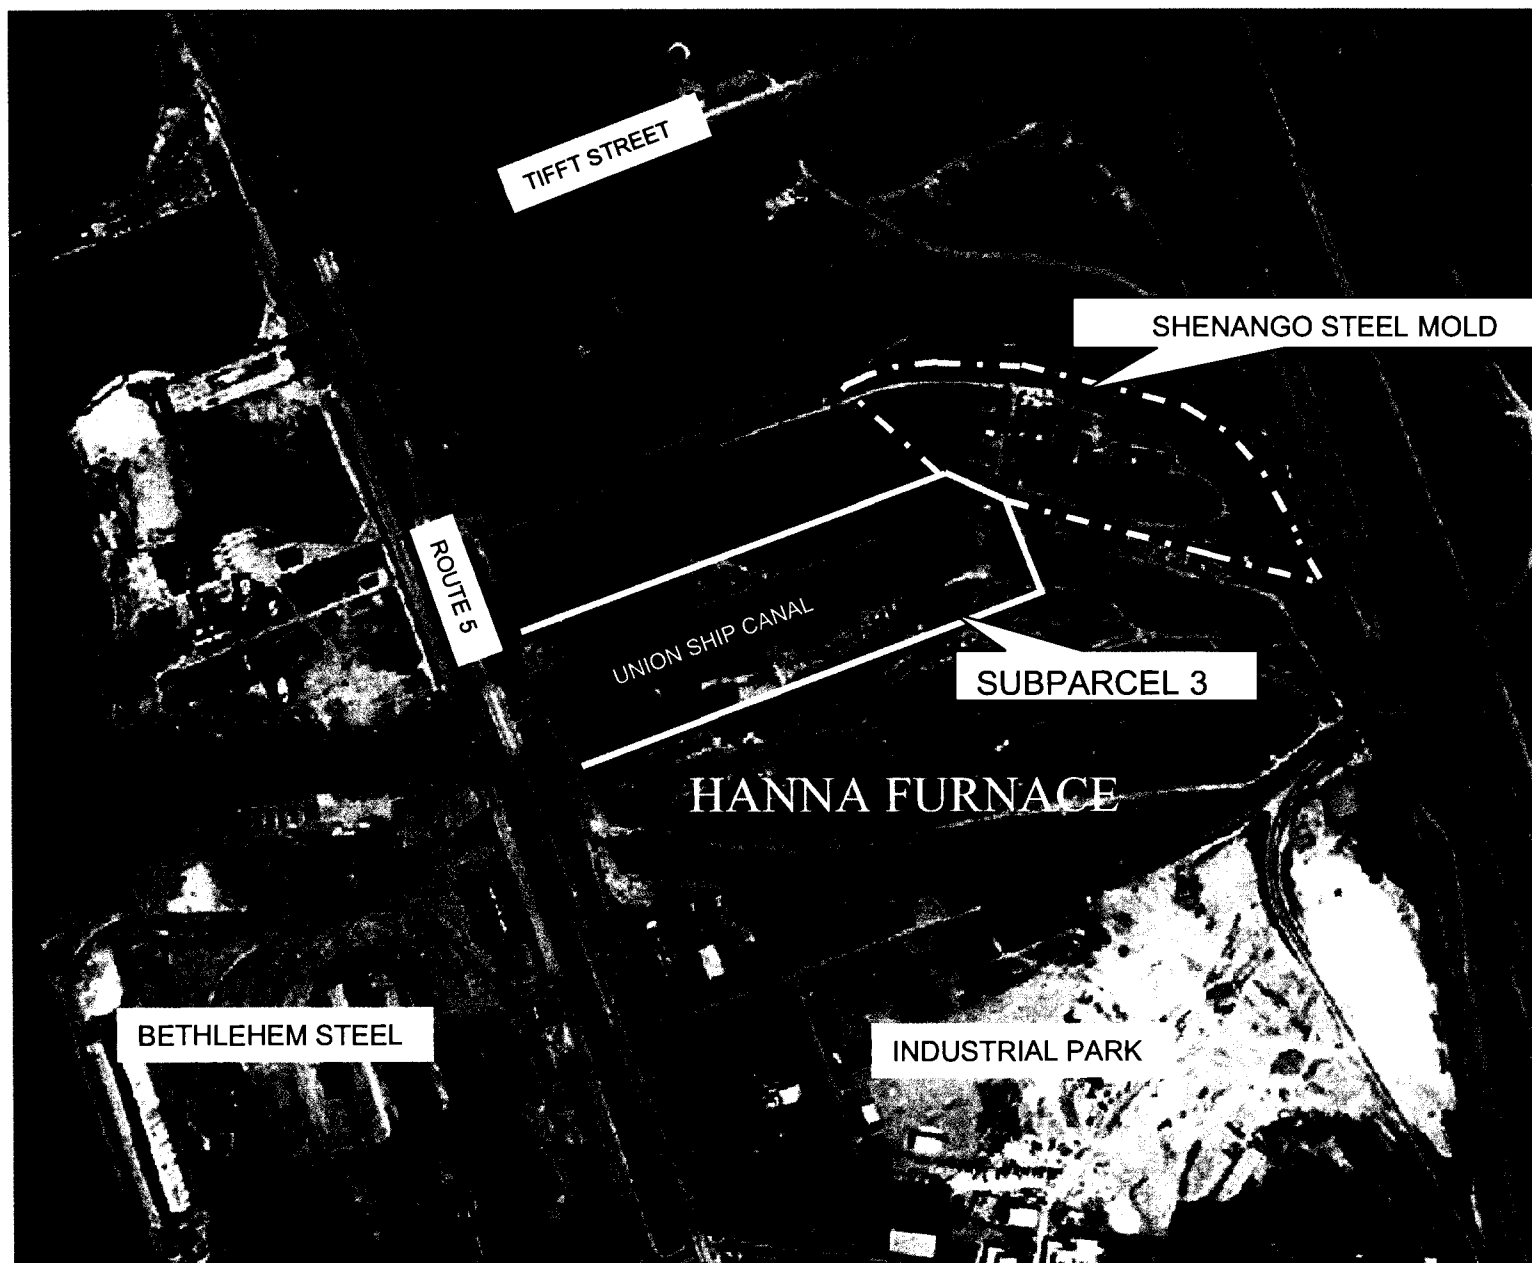 TIFFT STREET
SHENANGO STEEL MOLD
ROUTE 5
UNION SHIP CANAL
SUBPARCEL 3
HANNA FURNACE
BETHLEHEM STEEL
INDUSTRIAL PARK